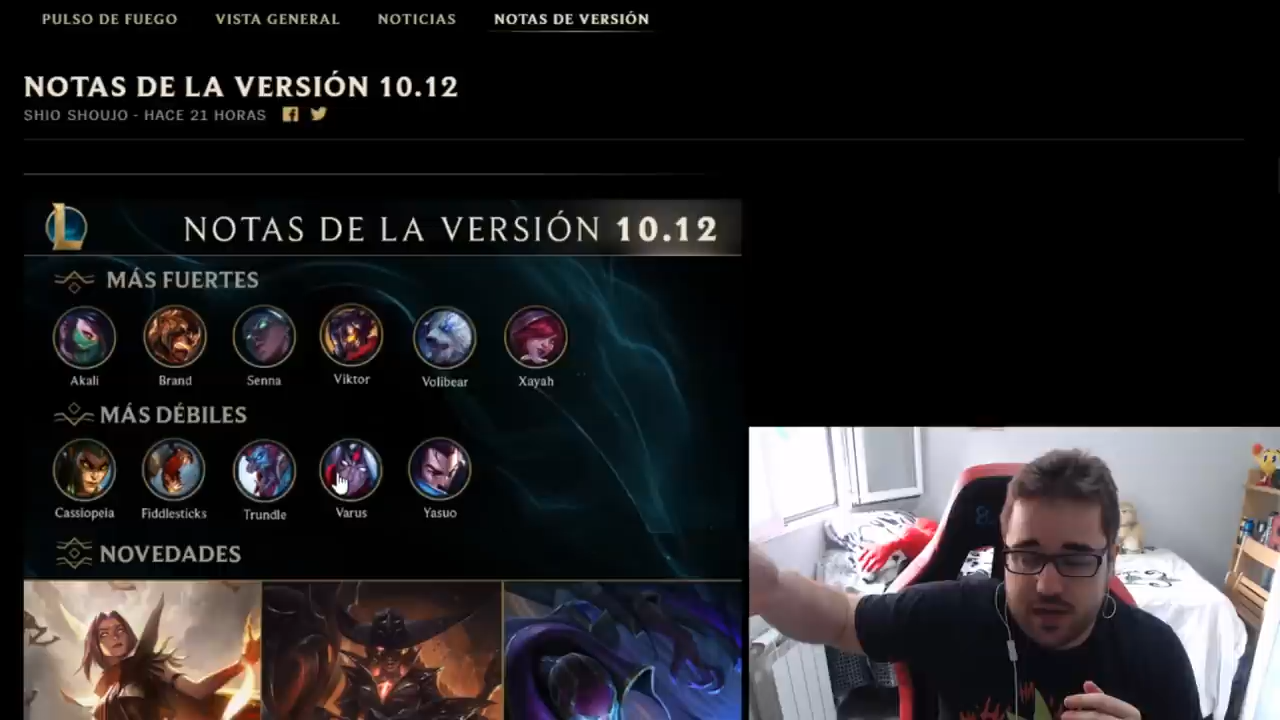 PULSO DE FUEGO VISTA GENERAL NOTICIAS NOTAS DE VERSIÓN
NOTAS DE LA VERSIÓN 10.12
SHIO SHOUJO - HACE 21 HORAS
NOTAS DE LA VERSIÓN 10.12
MÁS FUERTES
Akali Brand Senna Viktor Volibear Xayah
MÁS DÉBILES
Cassiopeia Fiddlesticks Trundle Varus Yasuo
NOVEDADES